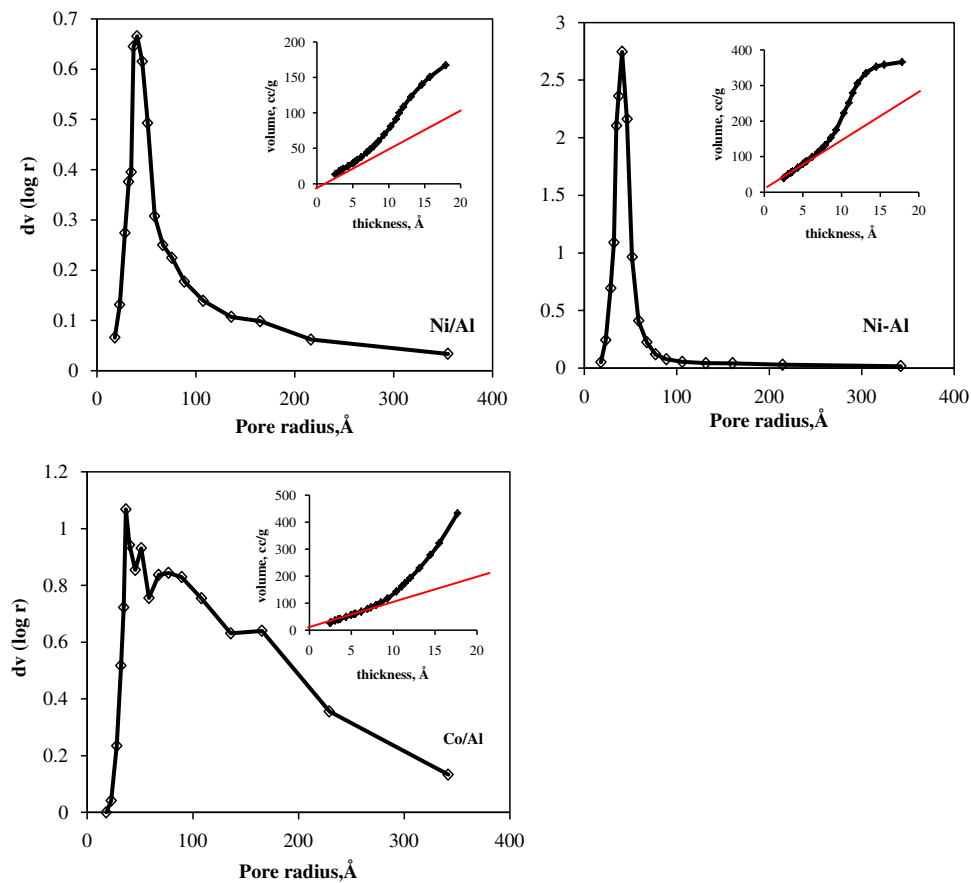 0.7
0.6
0.5
0.4
0.3
0.2
0.1
0
dv (log r)
0 100 200 300 400
Pore radius,Å
Ni/Al
200
150
100
50
0
volume, cc/g
0 5 10 15 20
thickness, Å
3
2.5
2
1.5
1
0.5
0
0 100 200 300 400
Pore radius,Å
Ni-Al
400
300
200
100
0
volume, cc/g
0 5 10 15 20
thickness, Å
1.2
1
0.8
0.6
0.4
0.2
0
dv (log r)
0 100 200 300 400
Pore radius,Å
Co/Al
500
400
300
200
100
0
volume, cc/g
0 5 10 15 20
thickness, Å